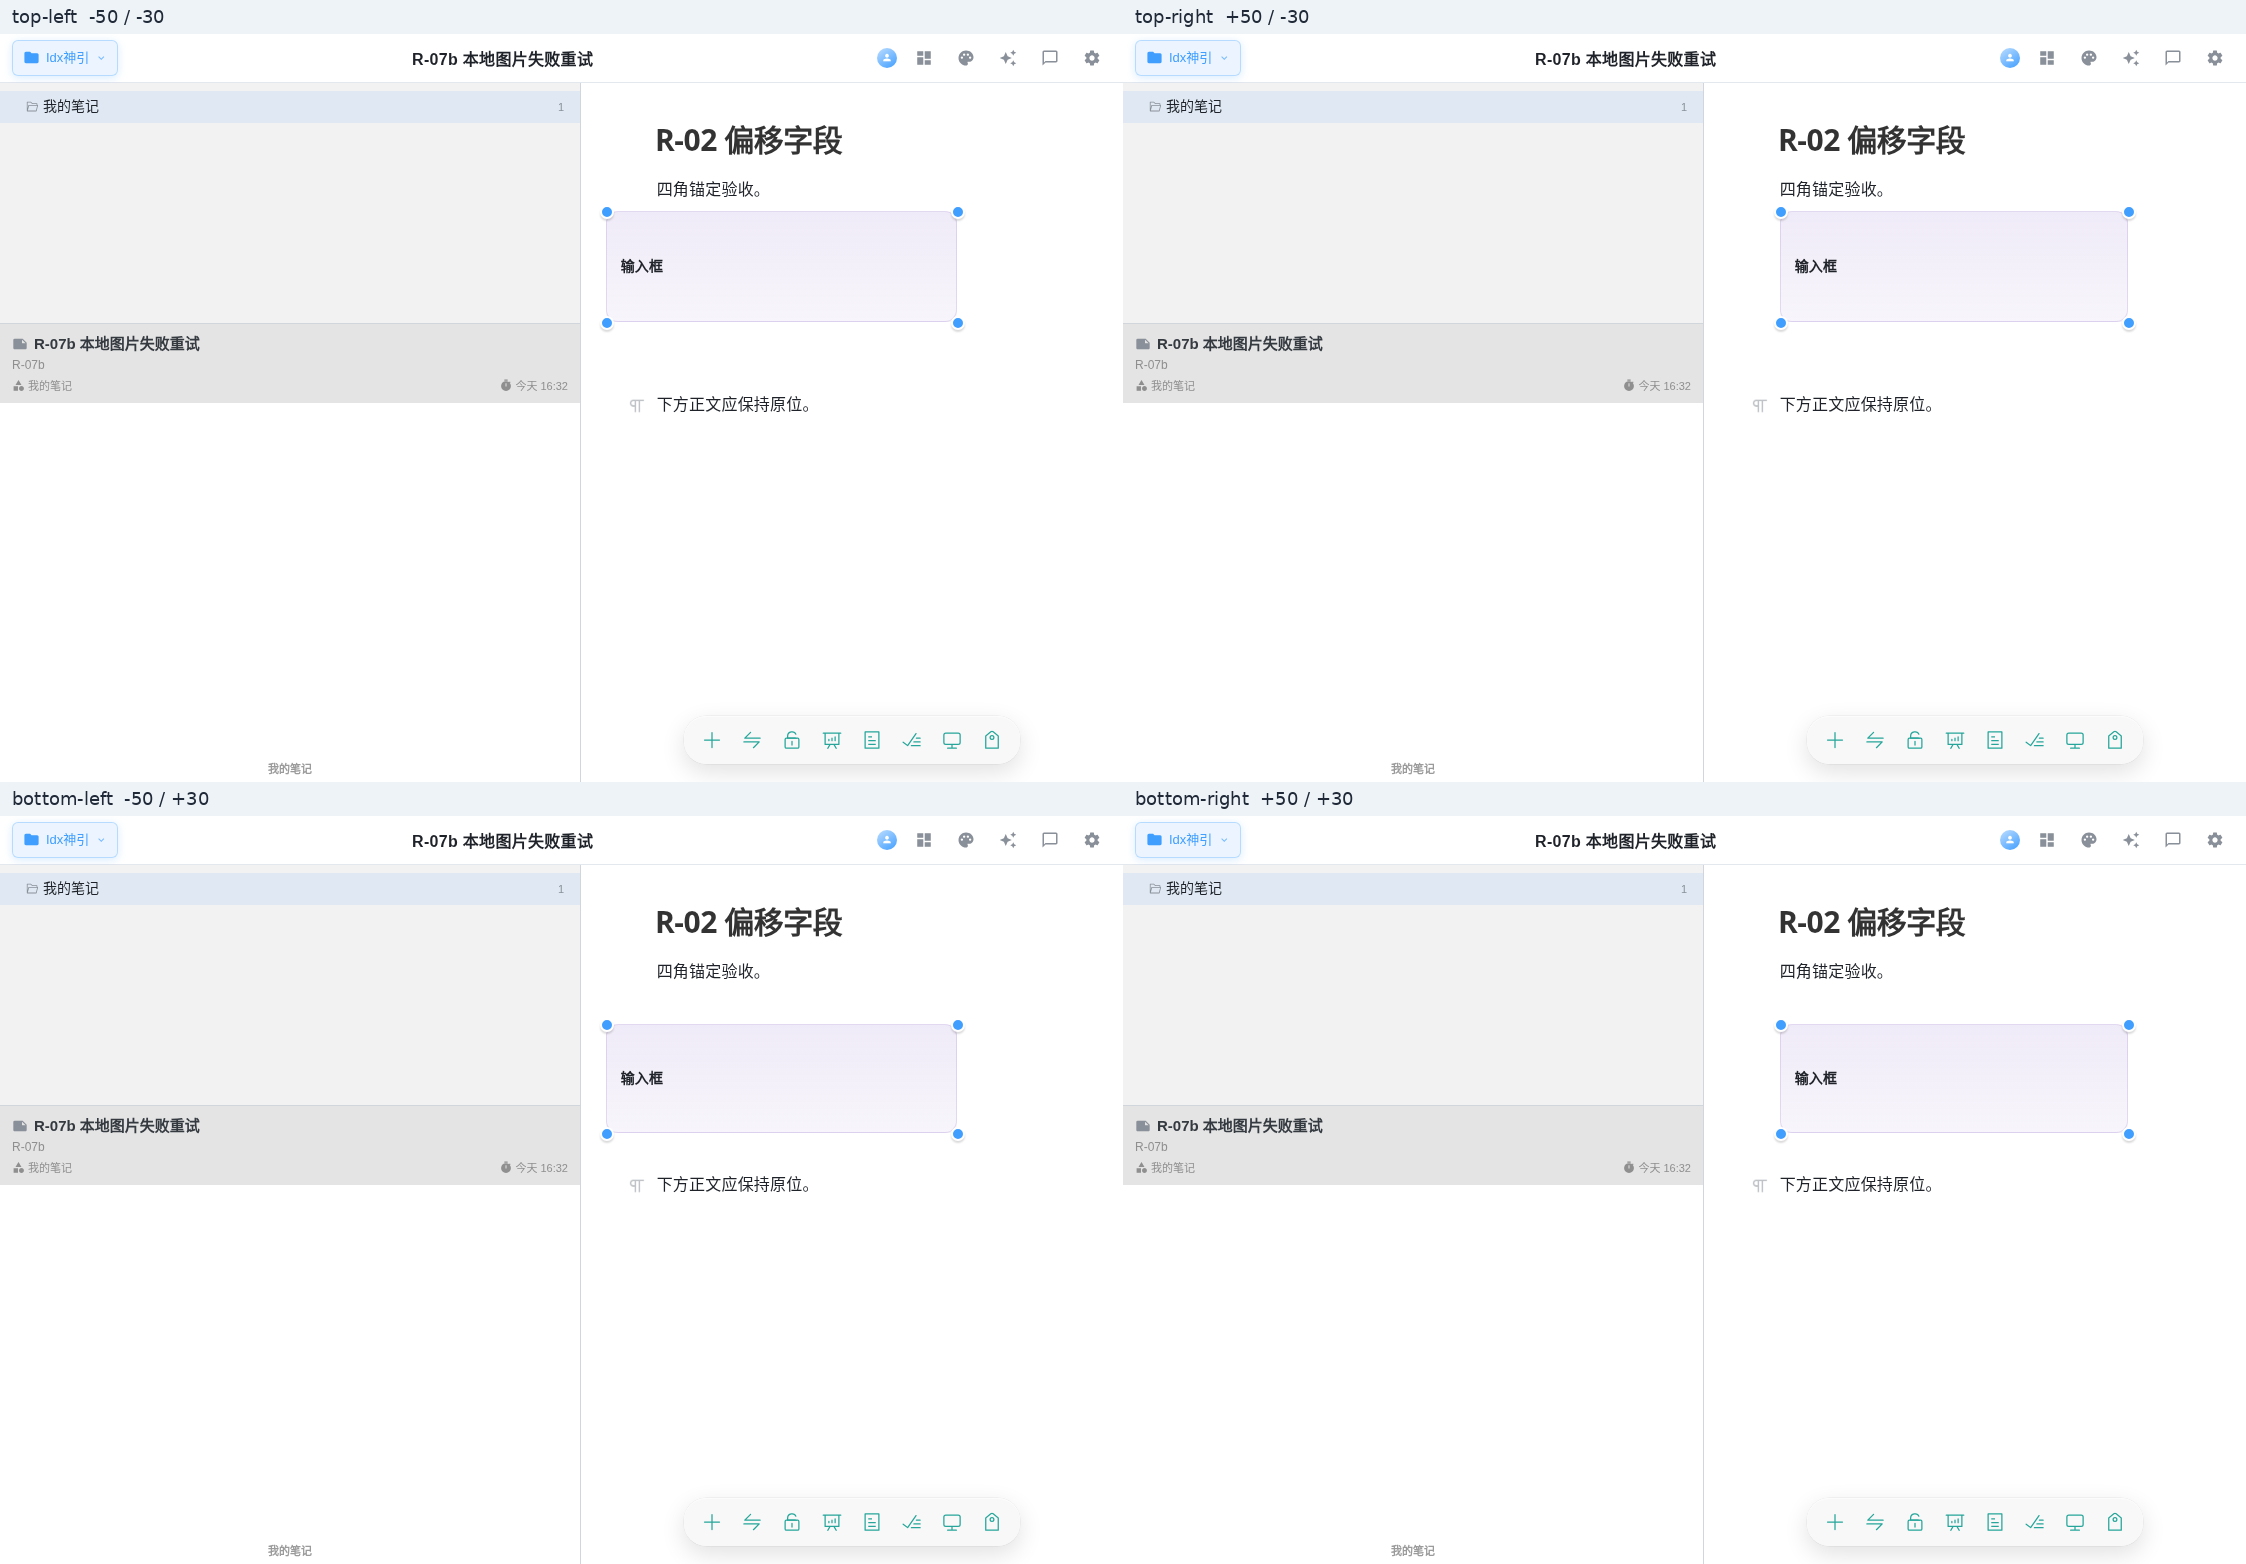 top-left  -50 / -30
Idx神引
R-07b 本地图片失败重试
我的笔记
1
R-02 偏移字段
四角锚定验收。
输入框
R-07b 本地图片失败重试
R-07b
我的笔记
今天 16:32
下方正文应保持原位。
我的笔记
top-right  +50 / -30
Idx神引
R-07b 本地图片失败重试
我的笔记
1
R-02 偏移字段
四角锚定验收。
输入框
R-07b 本地图片失败重试
R-07b
我的笔记
今天 16:32
下方正文应保持原位。
我的笔记
bottom-left  -50 / +30
Idx神引
R-07b 本地图片失败重试
我的笔记
1
R-02 偏移字段
四角锚定验收。
输入框
R-07b 本地图片失败重试
R-07b
我的笔记
今天 16:32
下方正文应保持原位。
我的笔记
bottom-right  +50 / +30
Idx神引
R-07b 本地图片失败重试
我的笔记
1
R-02 偏移字段
四角锚定验收。
输入框
R-07b 本地图片失败重试
R-07b
我的笔记
今天 16:32
下方正文应保持原位。
我的笔记